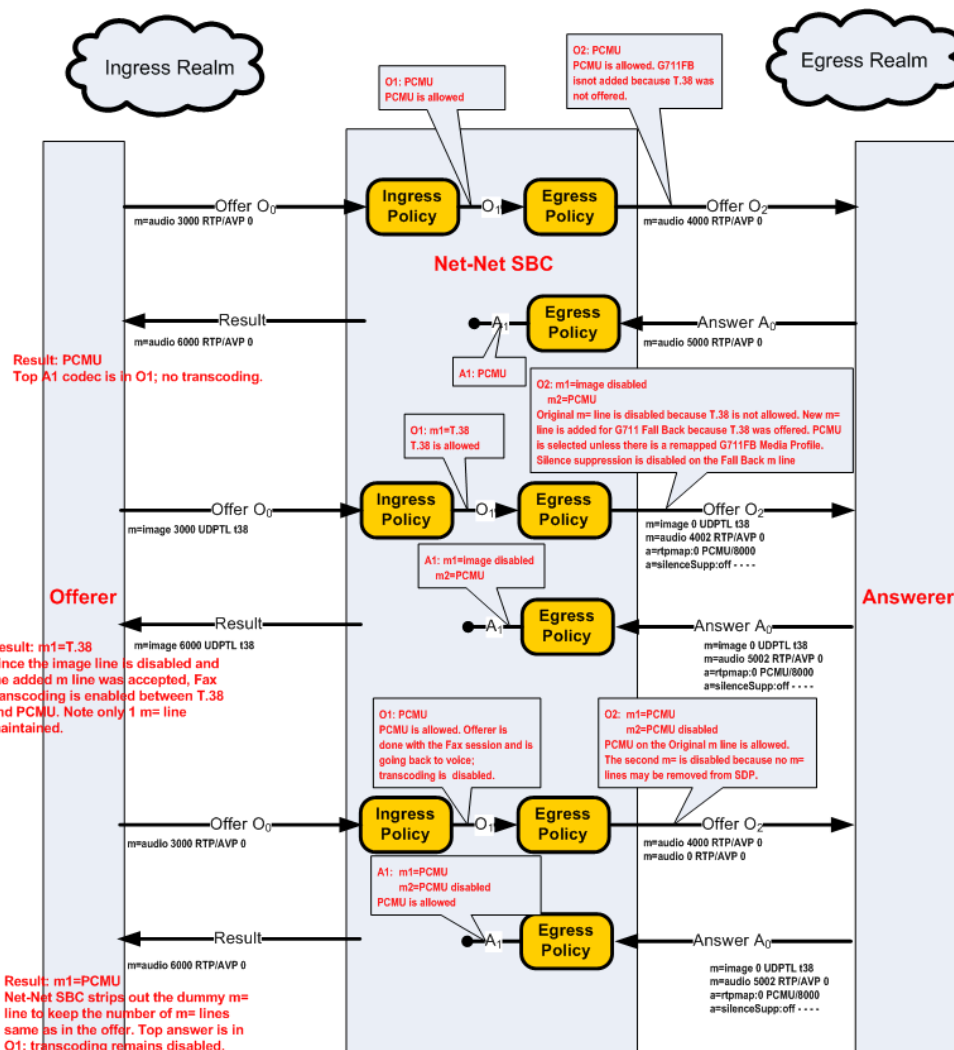 Ingress Realm
Egress Realm
O1: PCMU
PCMU is allowed
O2: PCMU
PCMU is allowed. G711FB
isnot added because T.38 was
not offered.
Offer O0
m=audio 3000 RTP/AVP 0
Ingress
Policy
O1
Egress
Policy
Offer O2
m=audio 4000 RTP/AVP 0
Net-Net SBC
Result
m=audio 6000 RTP/AVP 0
A1
Egress
Policy
Answer A0
m=audio 5000 RTP/AVP 0
Result: PCMU
Top A1 codec is in O1; no transcoding.
A1: PCMU
O2: m1=image disabled
m2=PCMU
Original m= line is disabled because T.38 is not allowed. New m=
line is added for G711 Fall Back because T.38 was offered. PCMU
is selected unless there is a remapped G711FB Media Profile.
Silence suppression is disabled on the Fall Back m line
O1: m1=T.38
T.38 is allowed
Offer O0
m=image 3000 UDPTL t38
Ingress
Policy
O1
Egress
Policy
Offer O2
m=image 0 UDPTL t38
m=audio 4002 RTP/AVP 0
a=rtpmap:0 PCMU/8000
a=silenceSupp:off - - - -
A1: m1=image disabled
m2=PCMU
Offerer
Answerer
Result
m=image 6000 UDPTL t38
A1
Egress
Policy
Answer A0
m=image 0 UDPTL t38
m=audio 5002 RTP/AVP 0
a=rtpmap:0 PCMU/8000
a=silenceSupp:off - - - -
esult: m1=T.38
ince the image line is disabled and
he added m line was accepted, Fax
ranscoding is enabled between T.38
nd PCMU. Note only 1 m= line
maintained.
O1: PCMU
PCMU is allowed. Offerer is
done with the Fax session and is
going back to voice;
transcoding is disabled.
O2: m1=PCMU
m2=PCMU disabled
PCMU on the Original m line is allowed.
The second m= is disabled because no m=
lines may be removed from SDP.
Offer O0
m=audio 3000 RTP/AVP 0
Ingress
Policy
O1
Egress
Policy
Offer O2
m=audio 4000 RTP/AVP 0
m=audio 0 RTP/AVP 0
A1: m1=PCMU
m2=PCMU disabled
PCMU is allowed
Result
m=audio 6000 RTP/AVP 0
A1
Egress
Policy
Answer A0
m=image 0 UDPTL t38
m=audio 5002 RTP/AVP 0
a=rtpmap:0 PCMU/8000
a=silenceSupp:off - - - -
Result: m1=PCMU
Net-Net SBC strips out the dummy m=
line to keep the number of m= lines
same as in the offer. Top answer is in
O1; transcoding remains disabled.